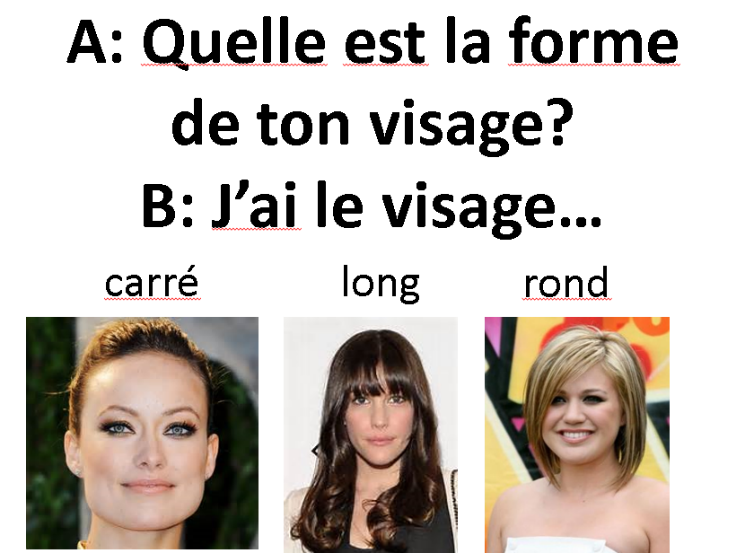 A: Quelle est la forme
de ton visage?
B: J’ai le visage…
carré long rond